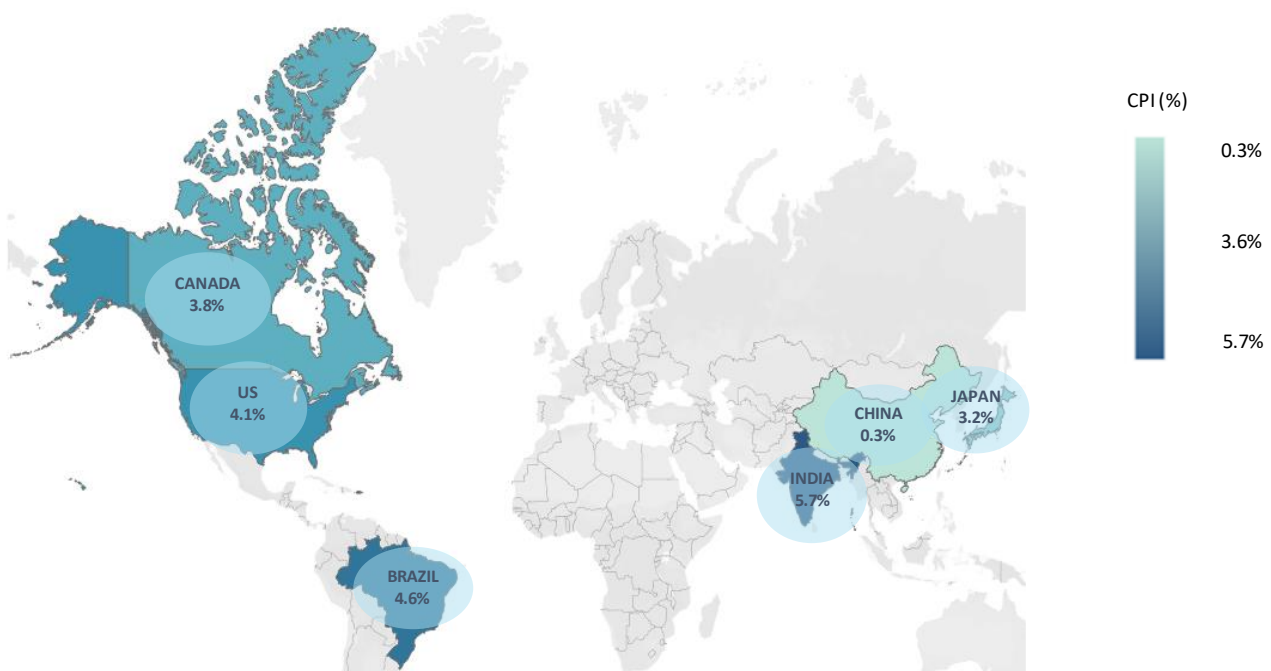 CPI (%)
0.3%
3.6%
5.7%
CANADA
3.8%
US
4.1%
JAPAN
3.2%
CHINA
0.3%
INDIA
5.7%
BRAZIL
4.6%